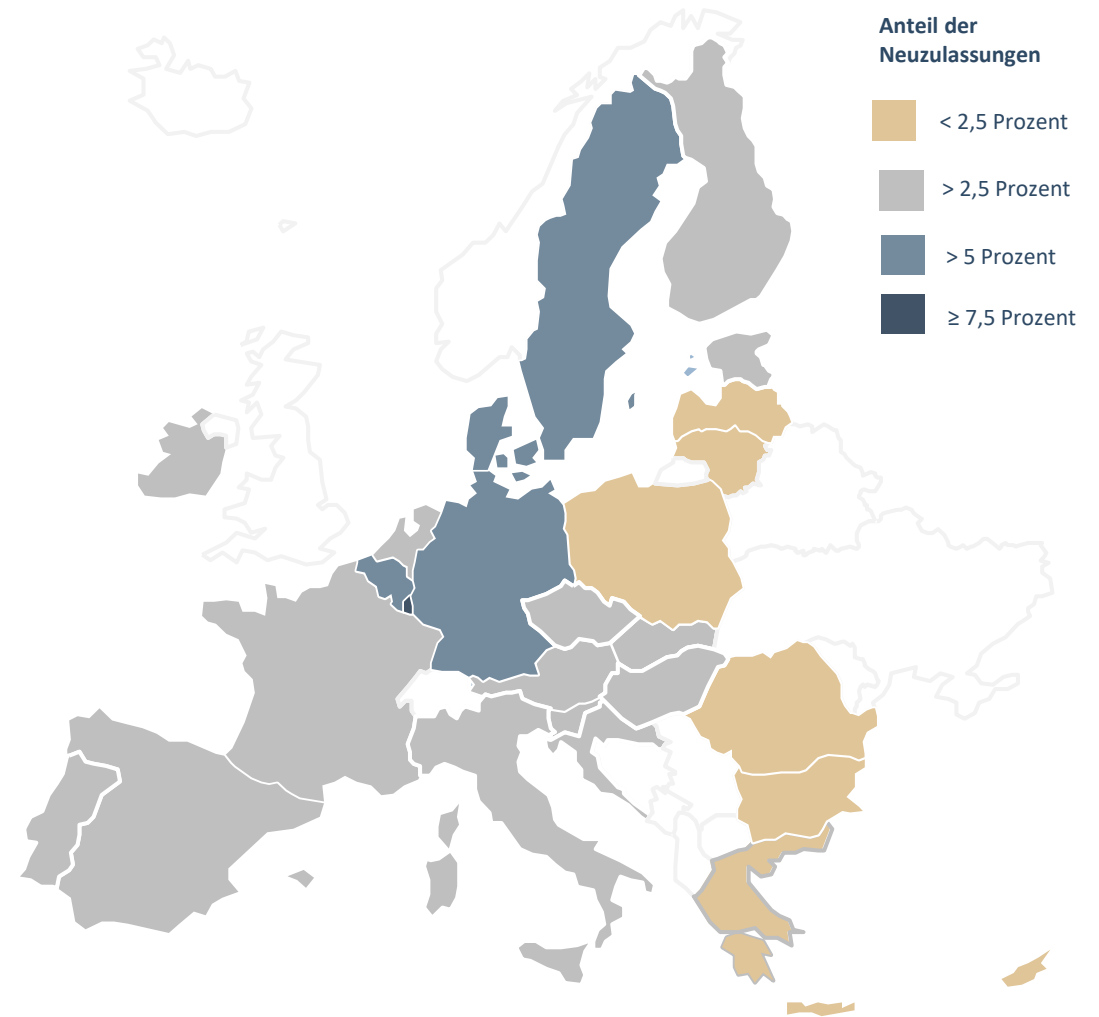 Anteil der
Neuzulassungen
< 2,5 Prozent
> 2,5 Prozent
> 5 Prozent
≥ 7,5 Prozent